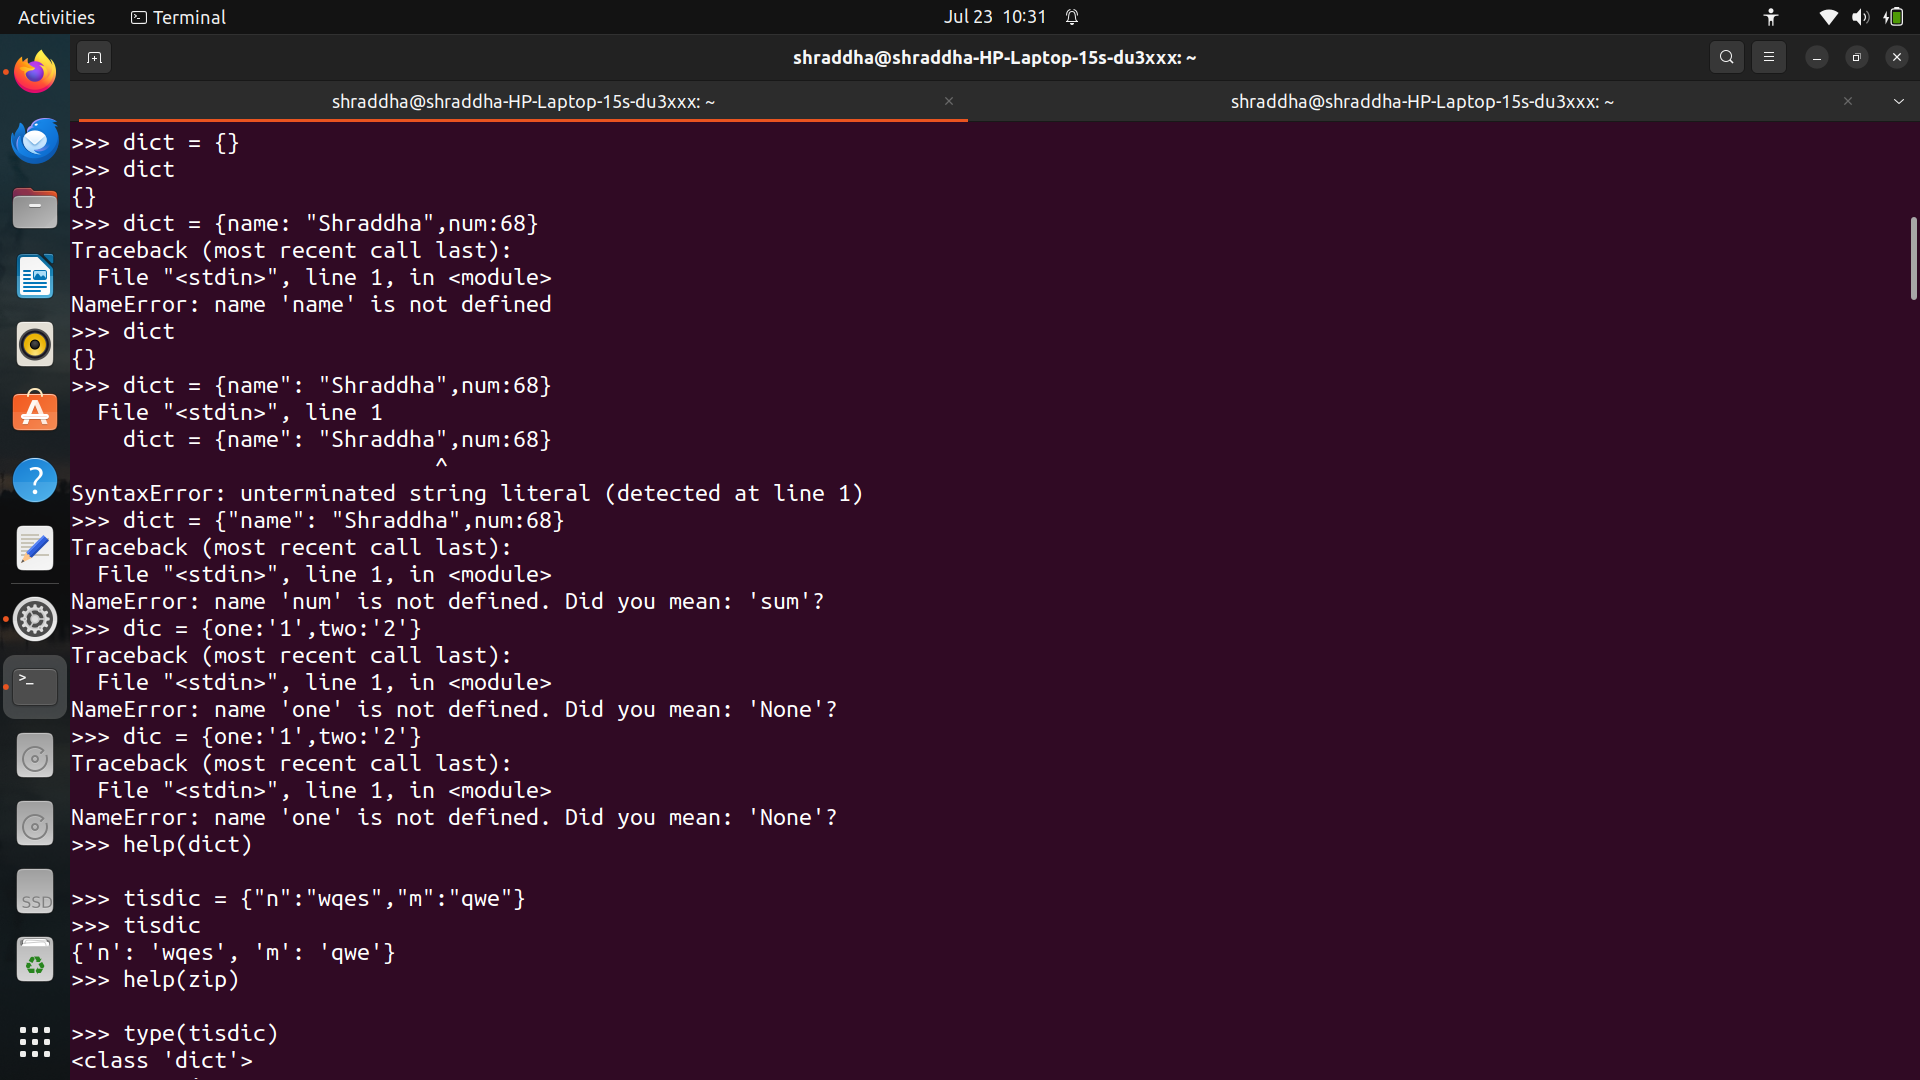 Activities
Terminal
Jul 23 10:31
shraddha@shraddha-HP-Laptop-15s-du3xxx: ~
shraddha@shraddha-HP-Laptop-15s-du3xxx: ~
shraddha@shraddha-HP-Laptop-15s-du3xxx: ~
>>> dict = {}
>>> dict
{}
>>> dict = {name: "Shraddha",num:68}
Traceback (most recent call last):
  File "<stdin>", line 1, in <module>
NameError: name 'name' is not defined
>>> dict
{}
>>> dict = {name": "Shraddha",num:68}
  File "<stdin>", line 1
    dict = {name": "Shraddha",num:68}
                            ^
SyntaxError: unterminated string literal (detected at line 1)
>>> dict = {"name": "Shraddha",num:68}
Traceback (most recent call last):
  File "<stdin>", line 1, in <module>
NameError: name 'num' is not defined. Did you mean: 'sum'?
>>> dic = {one:'1',two:'2'}
Traceback (most recent call last):
  File "<stdin>", line 1, in <module>
NameError: name 'one' is not defined. Did you mean: 'None'?
>>> dic = {one:'1',two:'2'}
Traceback (most recent call last):
  File "<stdin>", line 1, in <module>
NameError: name 'one' is not defined. Did you mean: 'None'?
>>> help(dict)
>>> tisdic = {"n":"wqes","m":"qwe"}
>>> tisdic
{'n': 'wqes', 'm': 'qwe'}
>>> help(zip)
>>> type(tisdic)
<class 'dict'>
SSD